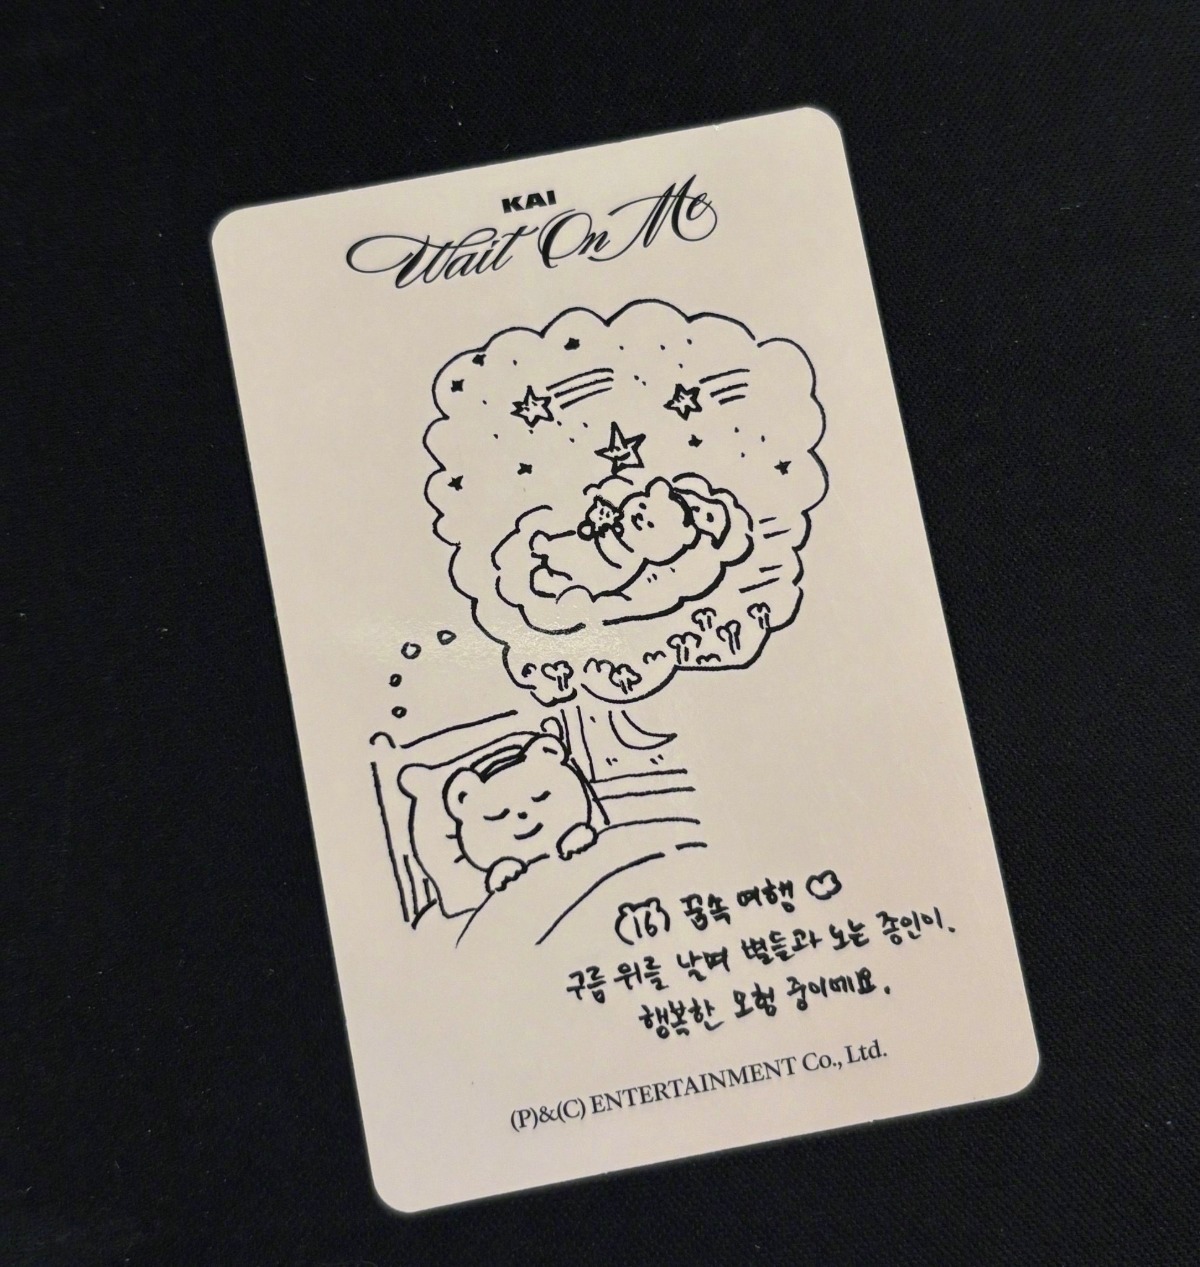 KAI
Wait On Me
(16) 꿈속 여행
구름 위를 날며 별들과 노는 종인이.
행복한 모험 중이에요.
(P)&(C) ENTERTAINMENT Co., Ltd.